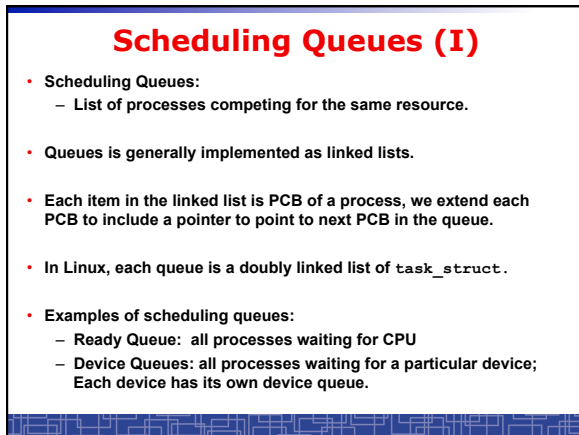 Scheduling Queues (I)
• Scheduling Queues:
– List of processes competing for the same resource.
• Queues is generally implemented as linked lists.
• Each item in the linked list is PCB of a process, we extend each
PCB to include a pointer to point to next PCB in the queue.
• In Linux, each queue is a doubly linked list of task_struct.
• Examples of scheduling queues:
– Ready Queue: all processes waiting for CPU
– Device Queues: all processes waiting for a particular device;
Each device has its own device queue.